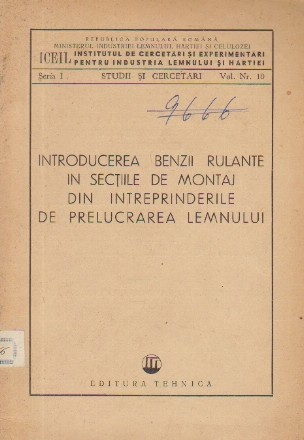 REPUBLICA POPULARĂ ROMÂNĂ
MINISTERUL INDUSTRIEI LEMNULUI, HÂRTIEI ȘI CELULOZEI
ICEIL INSTITUTUL DE CERCETĂRI ȘI EXPERIMENTĂRI
PENTRU INDUSTRIA LEMNULUI ȘI HÂRTIEI
Seria I STUDII ȘI CERCETĂRI Vol. Nr. 10
9666
INTRODUCEREA BENZII RULANTE
IN SECȚIILE DE MONTAJ
DIN INTREPRINDERILE
DE PRELUCRAREA LEMNULUI
EDITURA TEHNICA